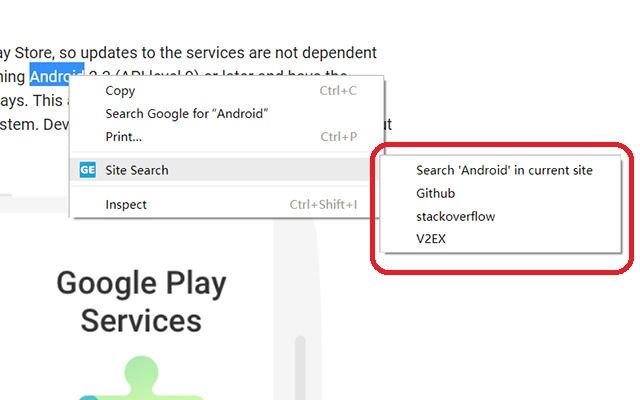 ay Store, so updates to the services are not dependent
ning Android 2.3 (API level 9) or later and have the
ays. This a
stem. Dev
ut
Copy Ctrl+C
Search Google for “Android”
Print... Ctrl+P
GE Site Search
Inspect Ctrl+Shift+I
Search 'Android' in current site
Github
stackoverflow
V2EX
Google Play
Services